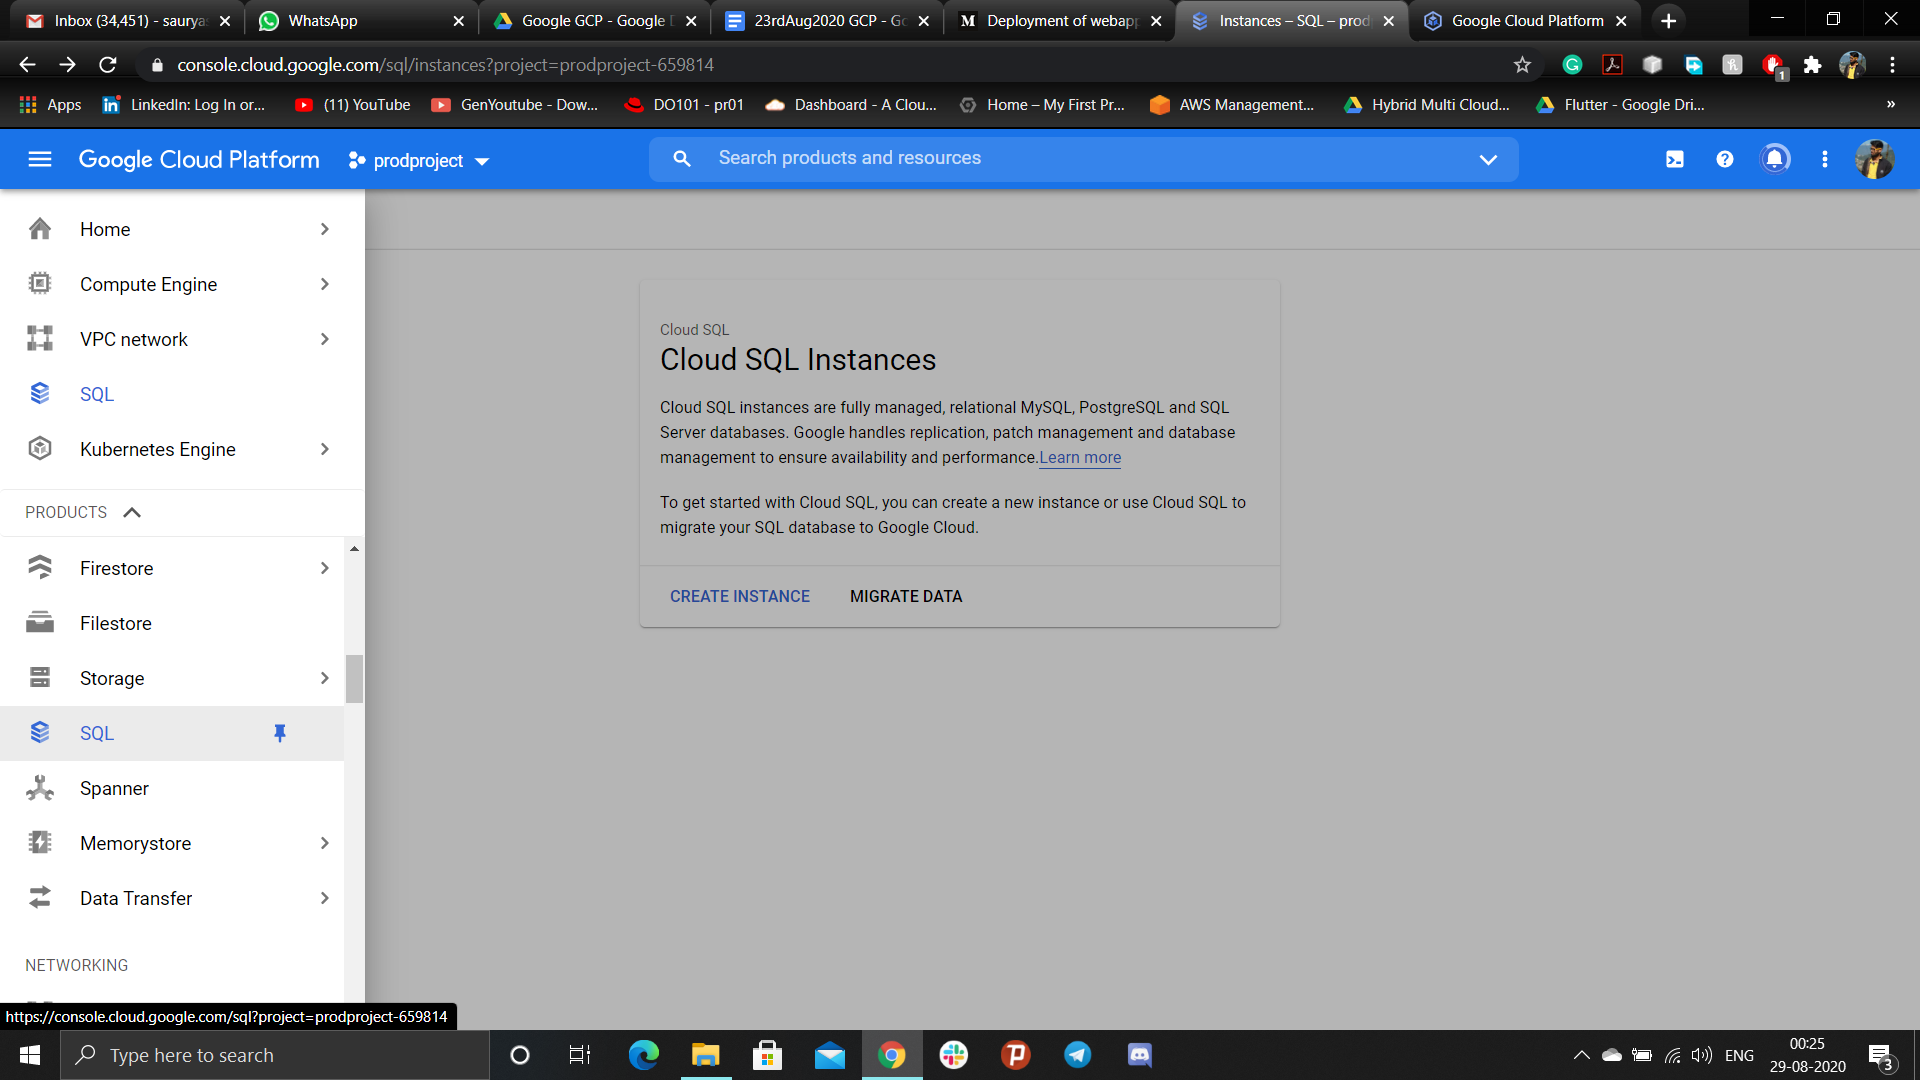 Inbox (34,451) - saurya
WhatsApp
Google GCP - Google D
23rdAug2020 GCP - Go
Deployment of webapp
Instances – SQL – prod
Google Cloud Platform
console.cloud.google.com/sql/instances?project=prodproject-659814
1
Apps
LinkedIn: Log In or...
(11) YouTube
GenYoutube - Dow...
DO101 - pr01
Dashboard - A Clou...
Home – My First Pr...
AWS Management...
Hybrid Multi Cloud...
Flutter - Google Dri...
»
Google Cloud Platform
prodproject
Search products and resources
Home
Compute Engine
VPC network
SQL
Kubernetes Engine
PRODUCTS
Firestore
Filestore
Storage
SQL
Spanner
Memorystore
Data Transfer
NETWORKING
Cloud SQL
Cloud SQL Instances
Cloud SQL instances are fully managed, relational MySQL, PostgreSQL and SQL
Server databases. Google handles replication, patch management and database
management to ensure availability and performance.Learn more
To get started with Cloud SQL, you can create a new instance or use Cloud SQL to
migrate your SQL database to Google Cloud.
CREATE INSTANCE
MIGRATE DATA
https://console.cloud.google.com/sql?project=prodproject-659814
Type here to search
ENG
00:25
29-08-2020
3